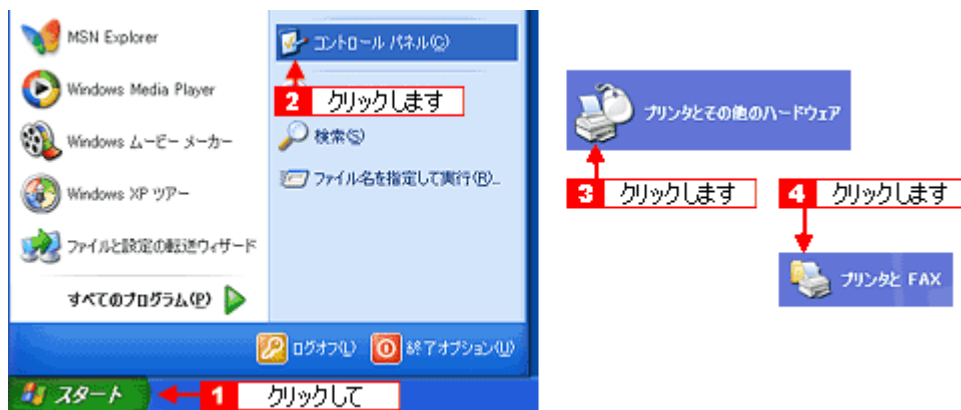 MSN Explorer
Windows Media Player
Windows ムービー メーカー
Windows XP ツアー
ファイルと設定の転送ウィザード
すべてのプログラム(P)
コントロール パネル(C)
2 クリックします
検索(S)
ファイル名を指定して実行(R)...
ログオフ(L)
終了オプション(U)
スタート
1 クリックして
プリンタとその他のハードウェア
3 クリックします
4 クリックします
プリンタと FAX